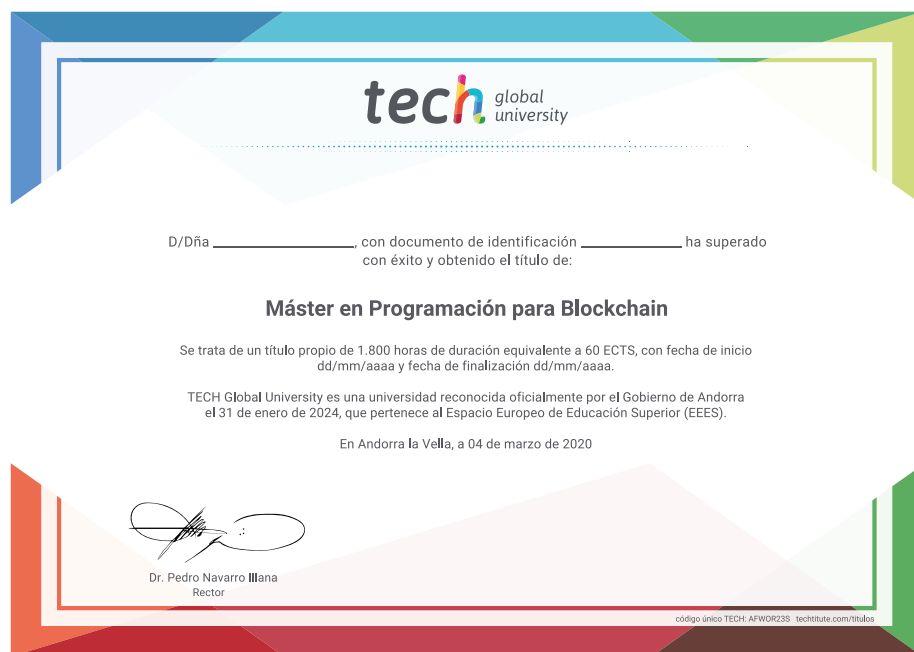 tech global university
D/Dña ______________, con documento de identificación __________ ha superado
con éxito y obtenido el título de:
Máster en Programación para Blockchain
Se trata de un título propio de 1.800 horas de duración equivalente a 60 ECTS, con fecha de inicio
dd/mm/aaaa y fecha de finalización dd/mm/aaaa.
TECH Global University es una universidad reconocida oficialmente por el Gobierno de Andorra
el 31 de enero de 2024, que pertenece al Espacio Europeo de Educación Superior (EEES).
En Andorra la Vella, a 04 de marzo de 2020
Dr. Pedro Navarro Illana
Rector
código único TECH: AFWOR23S techtitute.com/titulos